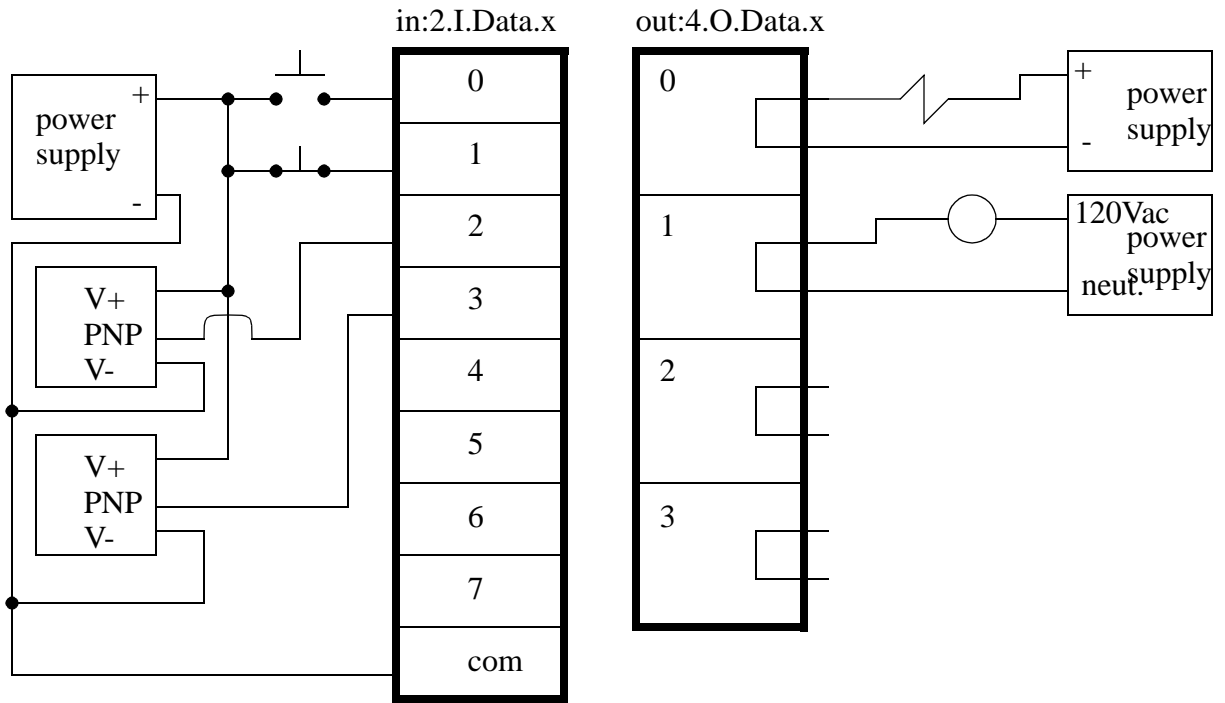 in:2.I.Data.x
out:4.O.Data.x
+
power
supply
-
V+
PNP
V-
V+
PNP
V-
0
1
2
3
4
5
6
7
com
0
1
2
3
+
power
supply
-
120Vac
power
supply
neut.